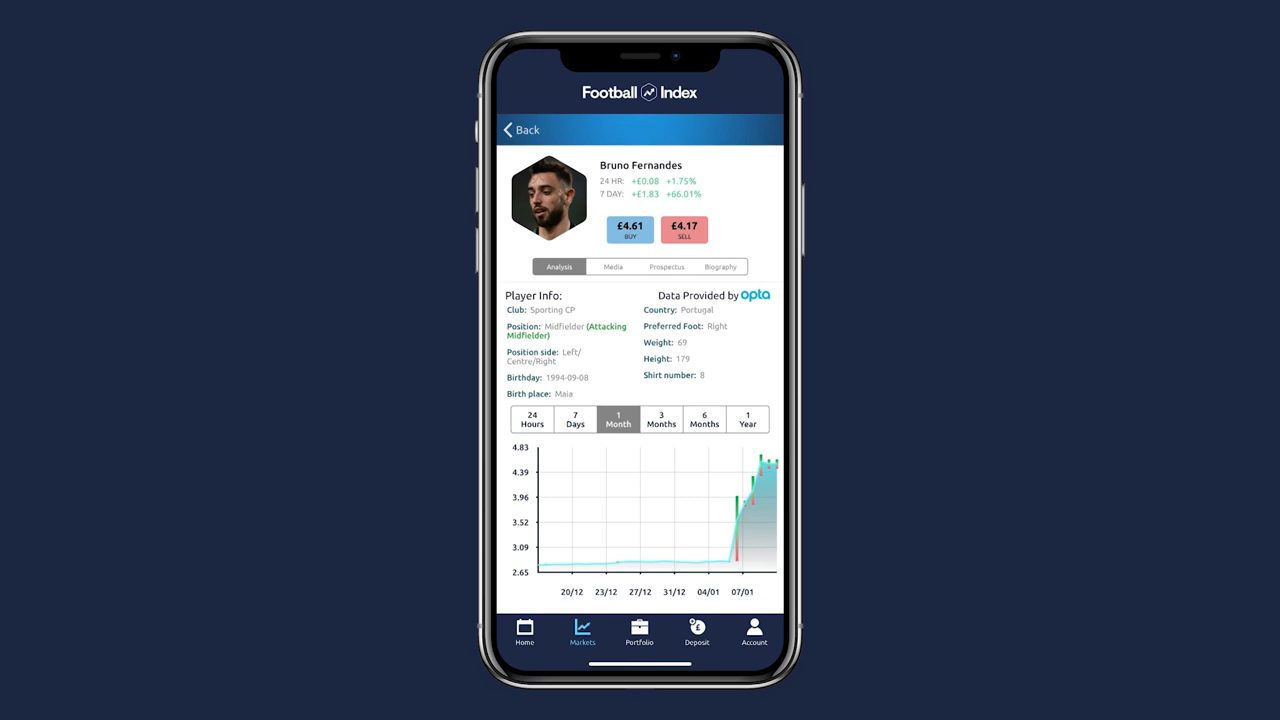 Football Index
Back
Bruno Fernandes
24 HR: +£0.08 +1.75%
7 DAY: +£1.83 +66.01%
£4.61 £4.17
BUY SELL
Analysis Media Prospectus Biography
Player Info: Data Provided by opta
Club: Sporting CP
Country: Portugal
Position: Midfielder (Attacking
Midfielder)
Preferred Foot: Right
Weight: 69
Position side: Left/
Centre/Right
Height: 179
Birthday: 1994-09-08
Shirt number: 8
Birth place: Maia
24 7 1 3 6 1
Hours Days Month Months Months Year
4.83
4.39
3.96
3.52
3.09
2.65
20/12 23/12 27/12 31/12 04/01 07/01
£
Home Markets Portfolio Deposit Account